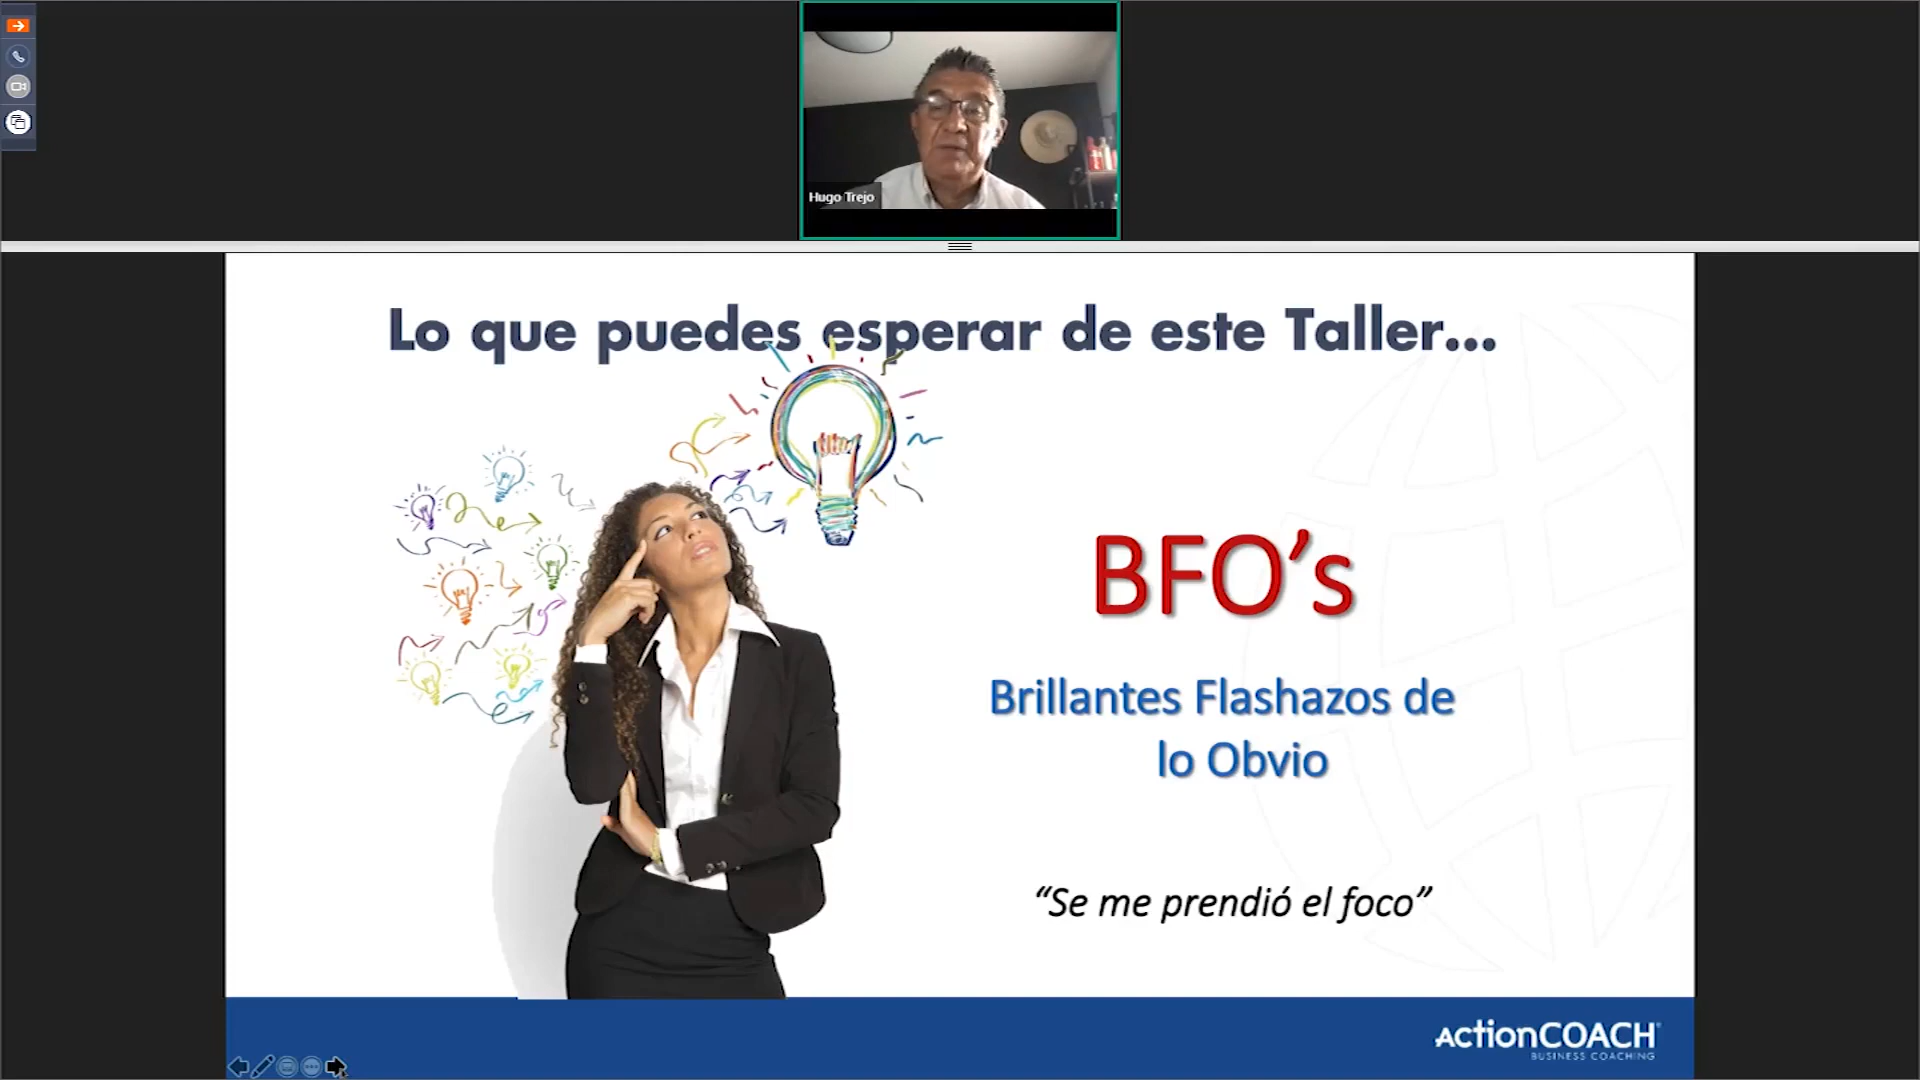 Hugo Trejo
Lo que puedes esperar de este Taller...
BFO’s
Brillantes Flashazos de
lo Obvio
“Se me prendió el foco”
ActionCOACH
BUSINESS COACHING